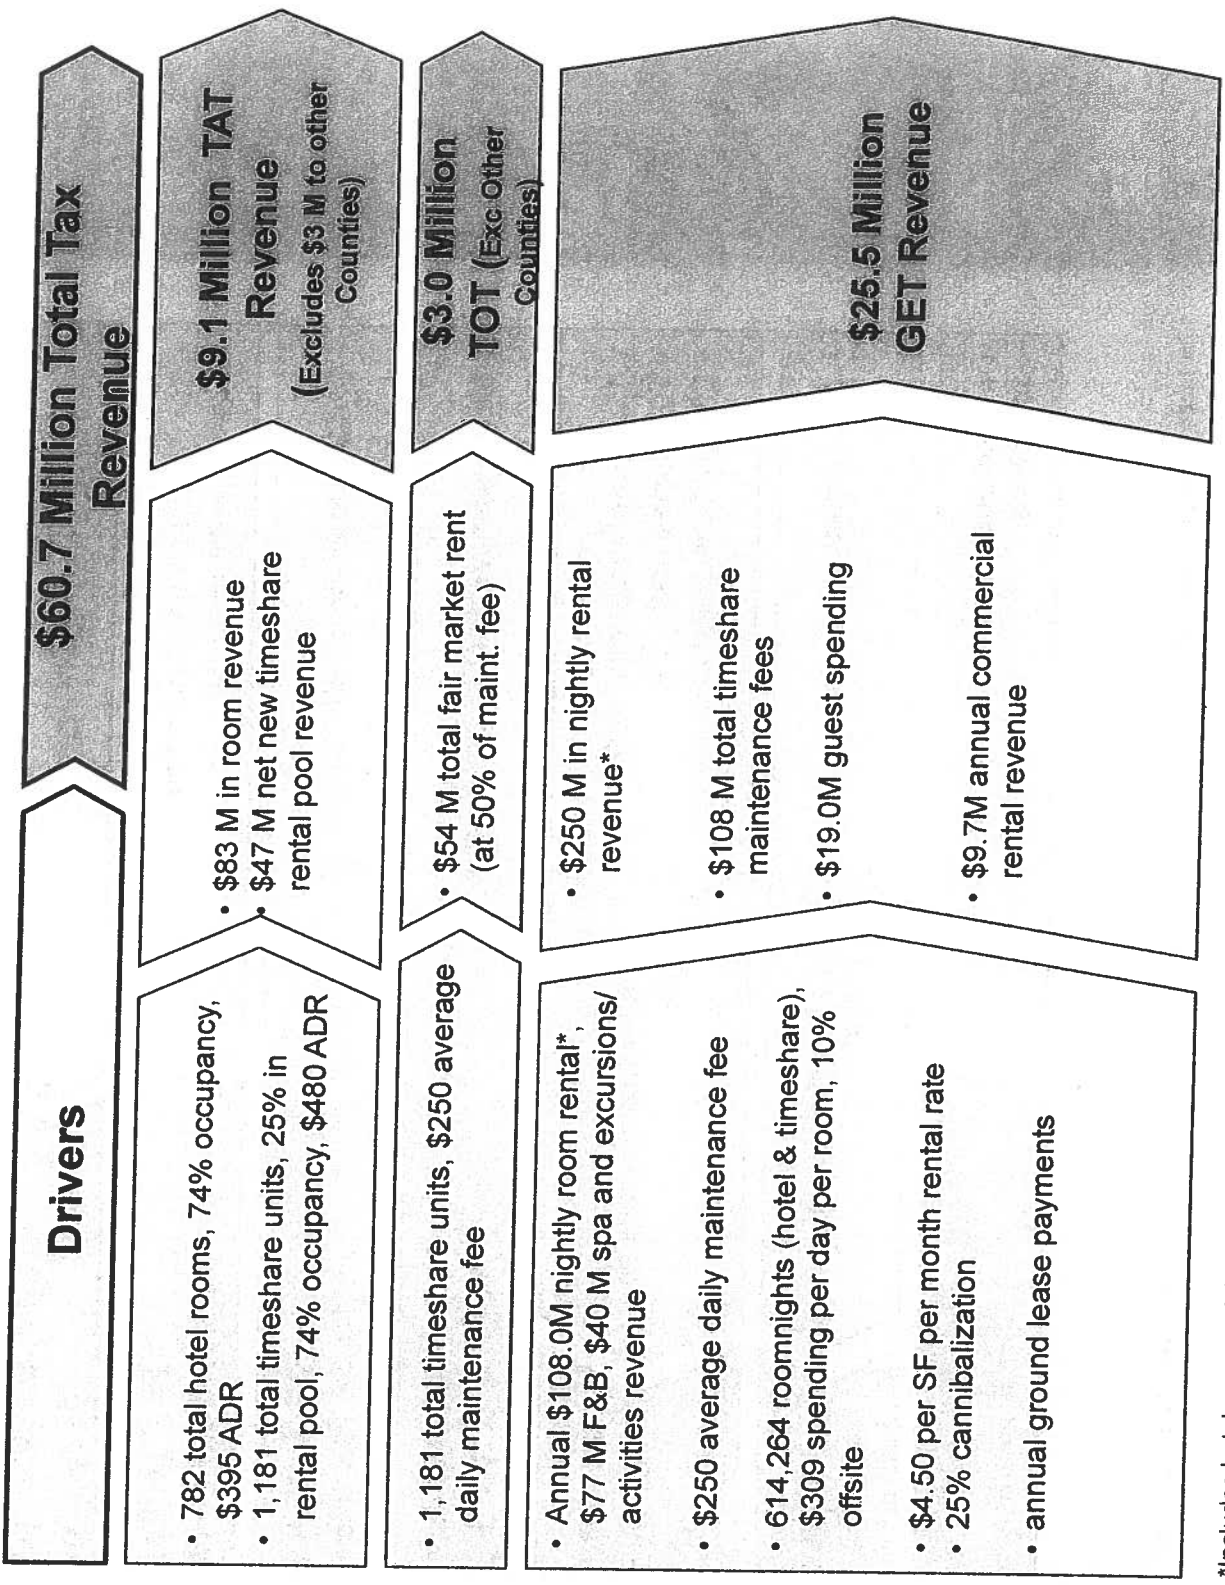 Drivers
$60.7 Million Total Tax
Revenue
• 782 total hotel rooms, 74% occupancy,
$395 ADR
• 1,181 total timeshare units, 25% in
rental pool, 74% occupancy, $480 ADR
• $83 M in room revenue
• $47 M net new timeshare
rental pool revenue
$9.1 Million TAT
Revenue
(Excludes $3 M to other
Counties)
• 1,181 total timeshare units, $250 average
daily maintenance fee
• $54 M total fair market rent
(at 50% of maint. fee)
$3.0 Million
TOT (Exc Other
Counties)
• Annual $108.0M nightly room rental*,
$77 M F&B, $40 M spa and excursions/
activities revenue
• $250 average daily maintenance fee
• 614,264 roomnights (hotel & timeshare),
$309 spending per day per room, 10%
offsite
• $4.50 per SF per month rental rate
• 25% cannibalization
• annual ground lease payments
• $250 M in nightly rental
revenue*
• $108 M total timeshare
maintenance fees
• $19.0M guest spending
• $9.7M annual commercial
rental revenue
$25.5 Million
GET Revenue